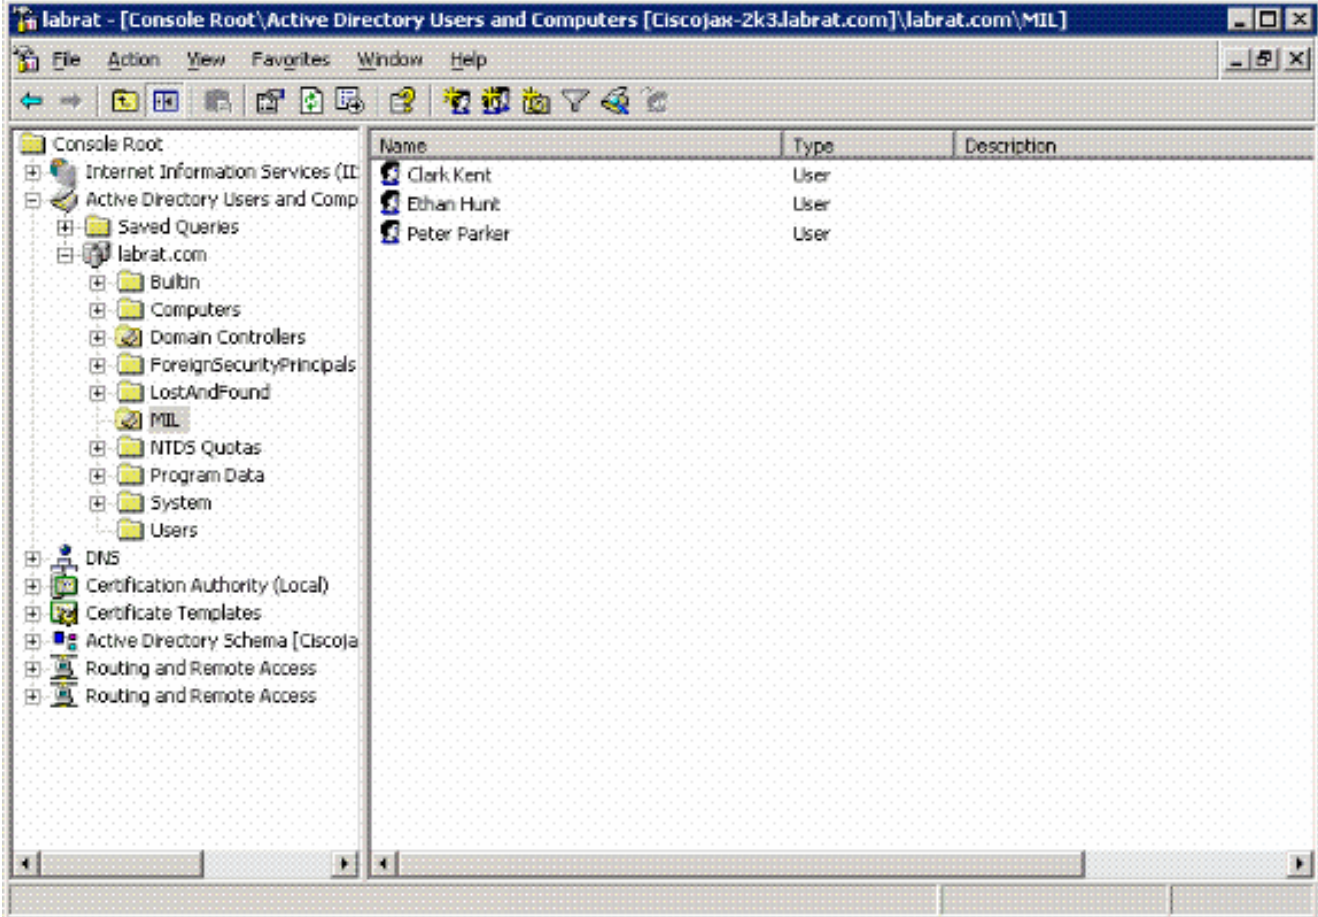 labrat - [Console Root\Active Directory Users and Computers [Ciscojax-2k3.labrat.com]\labrat.com\MIL]
File Action View Favorites Window Help
Console Root
Internet Information Services (II
Active Directory Users and Comp
Saved Queries
labrat.com
Builtin
Computers
Domain Controllers
ForeignSecurityPrincipals
LostAndFound
MIL
NTDS Quotas
Program Data
System
Users
DNS
Certification Authority (Local)
Certificate Templates
Active Directory Schema [Ciscoja
Routing and Remote Access
Routing and Remote Access
Name Type Description
Clark Kent User
Ethan Hunt User
Peter Parker User